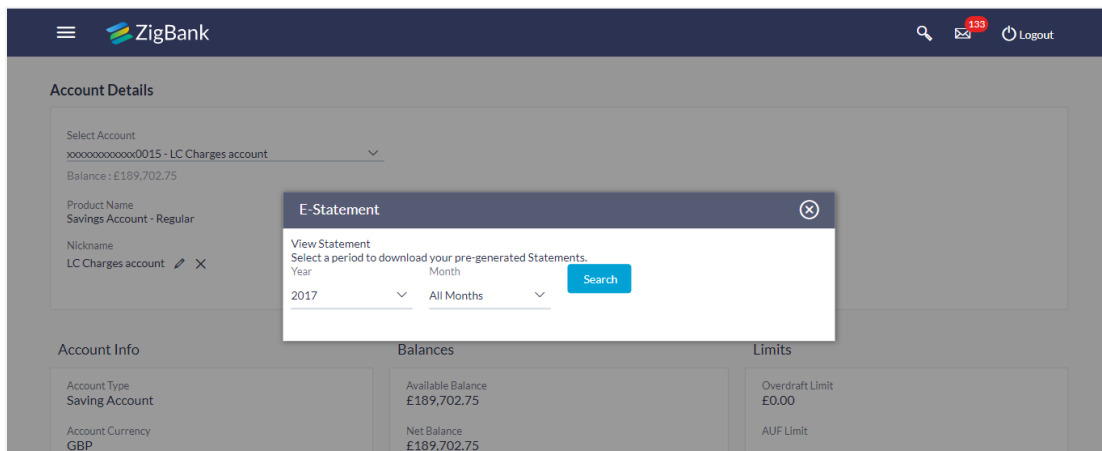 ZigBank
133
Logout
Account Details
Select Account
xxxxxxxxxxxx0015 - LC Charges account
Balance : £189,702.75
Product Name
Savings Account - Regular
Nickname
LC Charges account
E-Statement
View Statement
Select a period to download your pre-generated Statements.
Year Month
2017 All Months
Search
Account Info Balances Limits
Account Type Available Balance Overdraft Limit
Saving Account £189,702.75 £0.00
Account Currency Net Balance AUF Limit
GBP £189,702.75